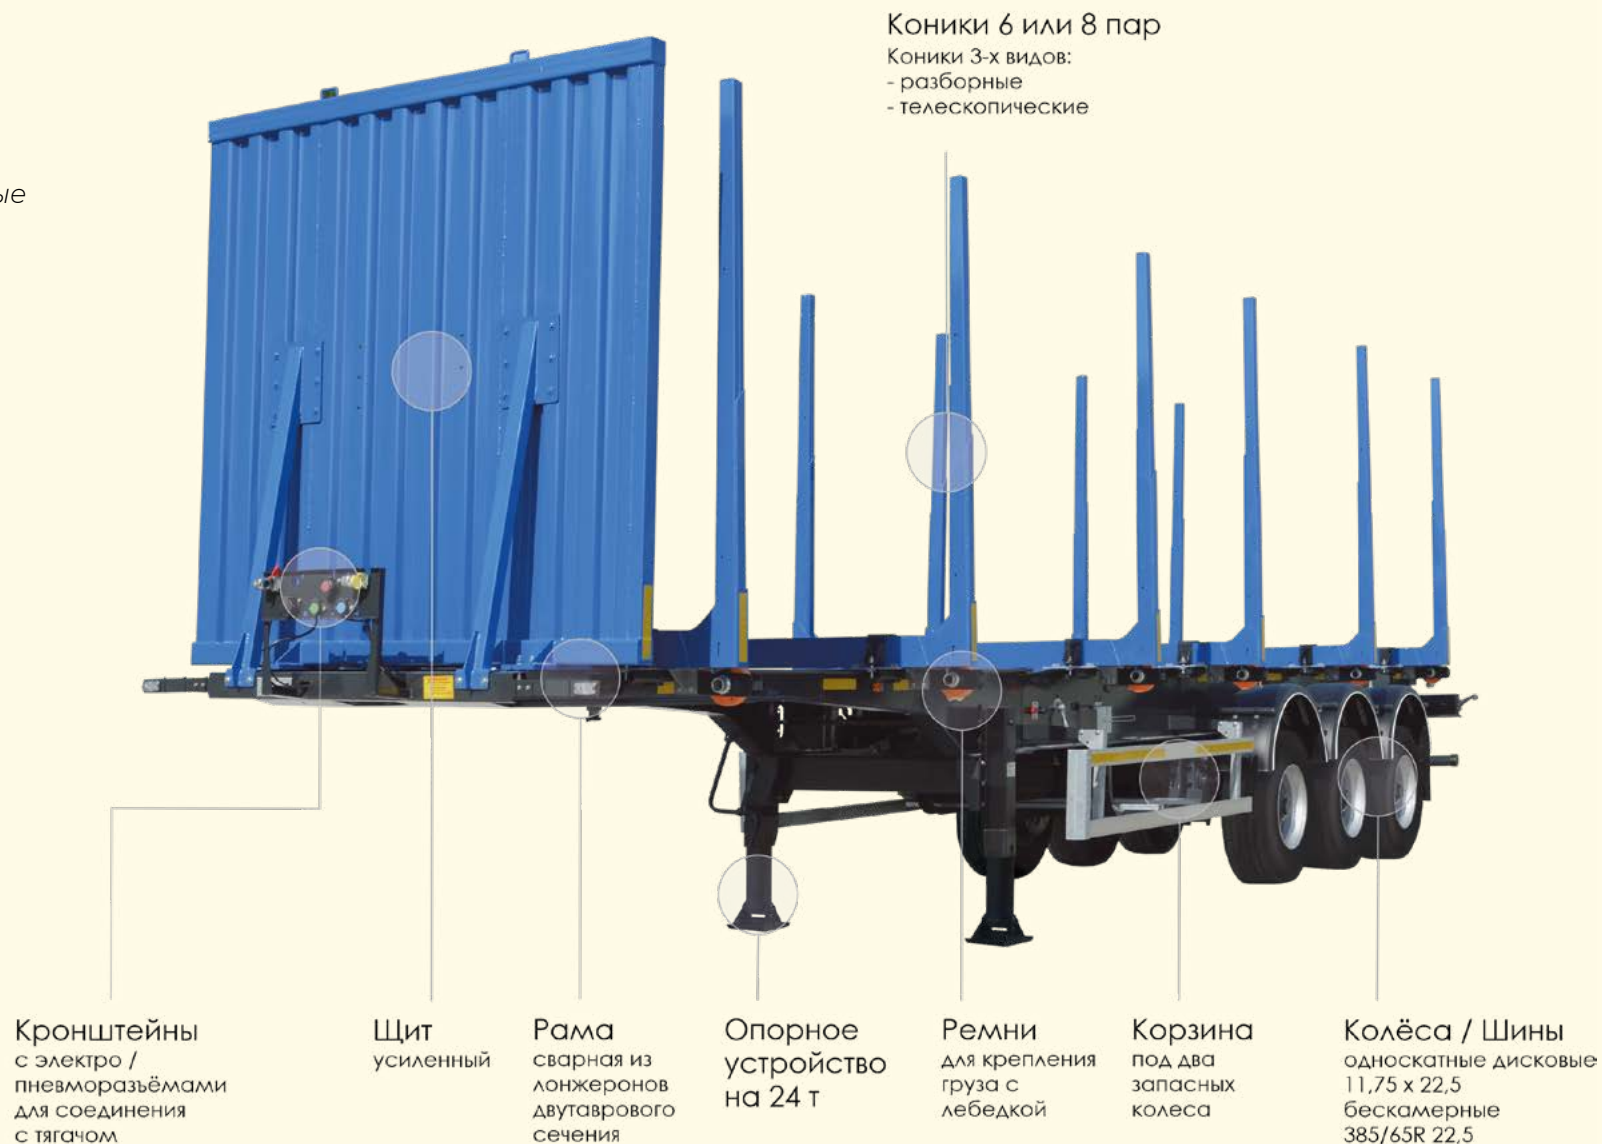 Коники 6 или 8 пар
Коники 3-х видов:
- разборные
- телескопические
Кронштейны
с электро /
пневморазъёмами
для соединения
с тягачом
Щит
усиленный
Рама
сварная из
лонжеронов
двутаврового
сечения
Опорное
устройство
на 24 т
Ремни
для крепления
груза с
лебедкой
Корзина
под два
запасных
колеса
Колёса / Шины
односкатные дисковые
11,75 x 22,5
бескамерные
385/65R 22,5